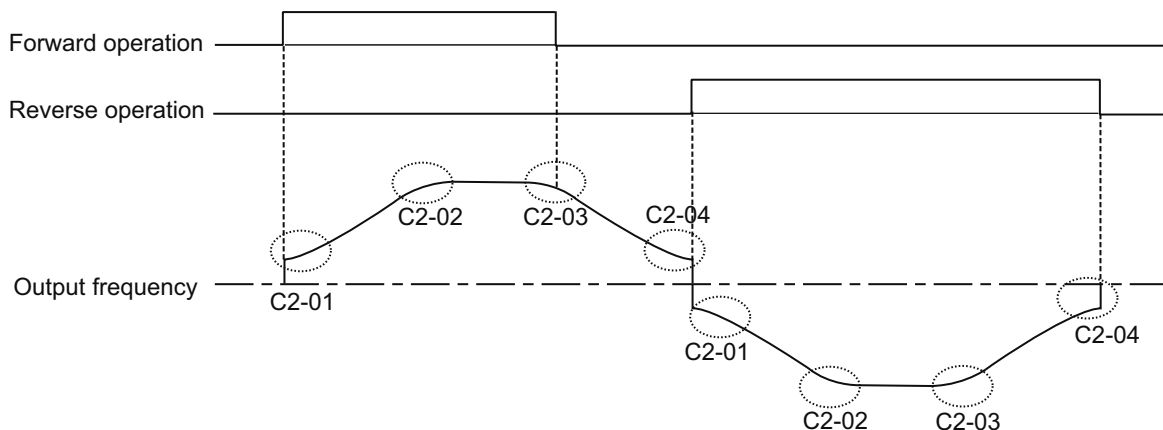 Forward operation
Reverse operation
C2-02
C2-03
C2-04
Output frequency
C2-01
C2-01
C2-04
C2-02
C2-03